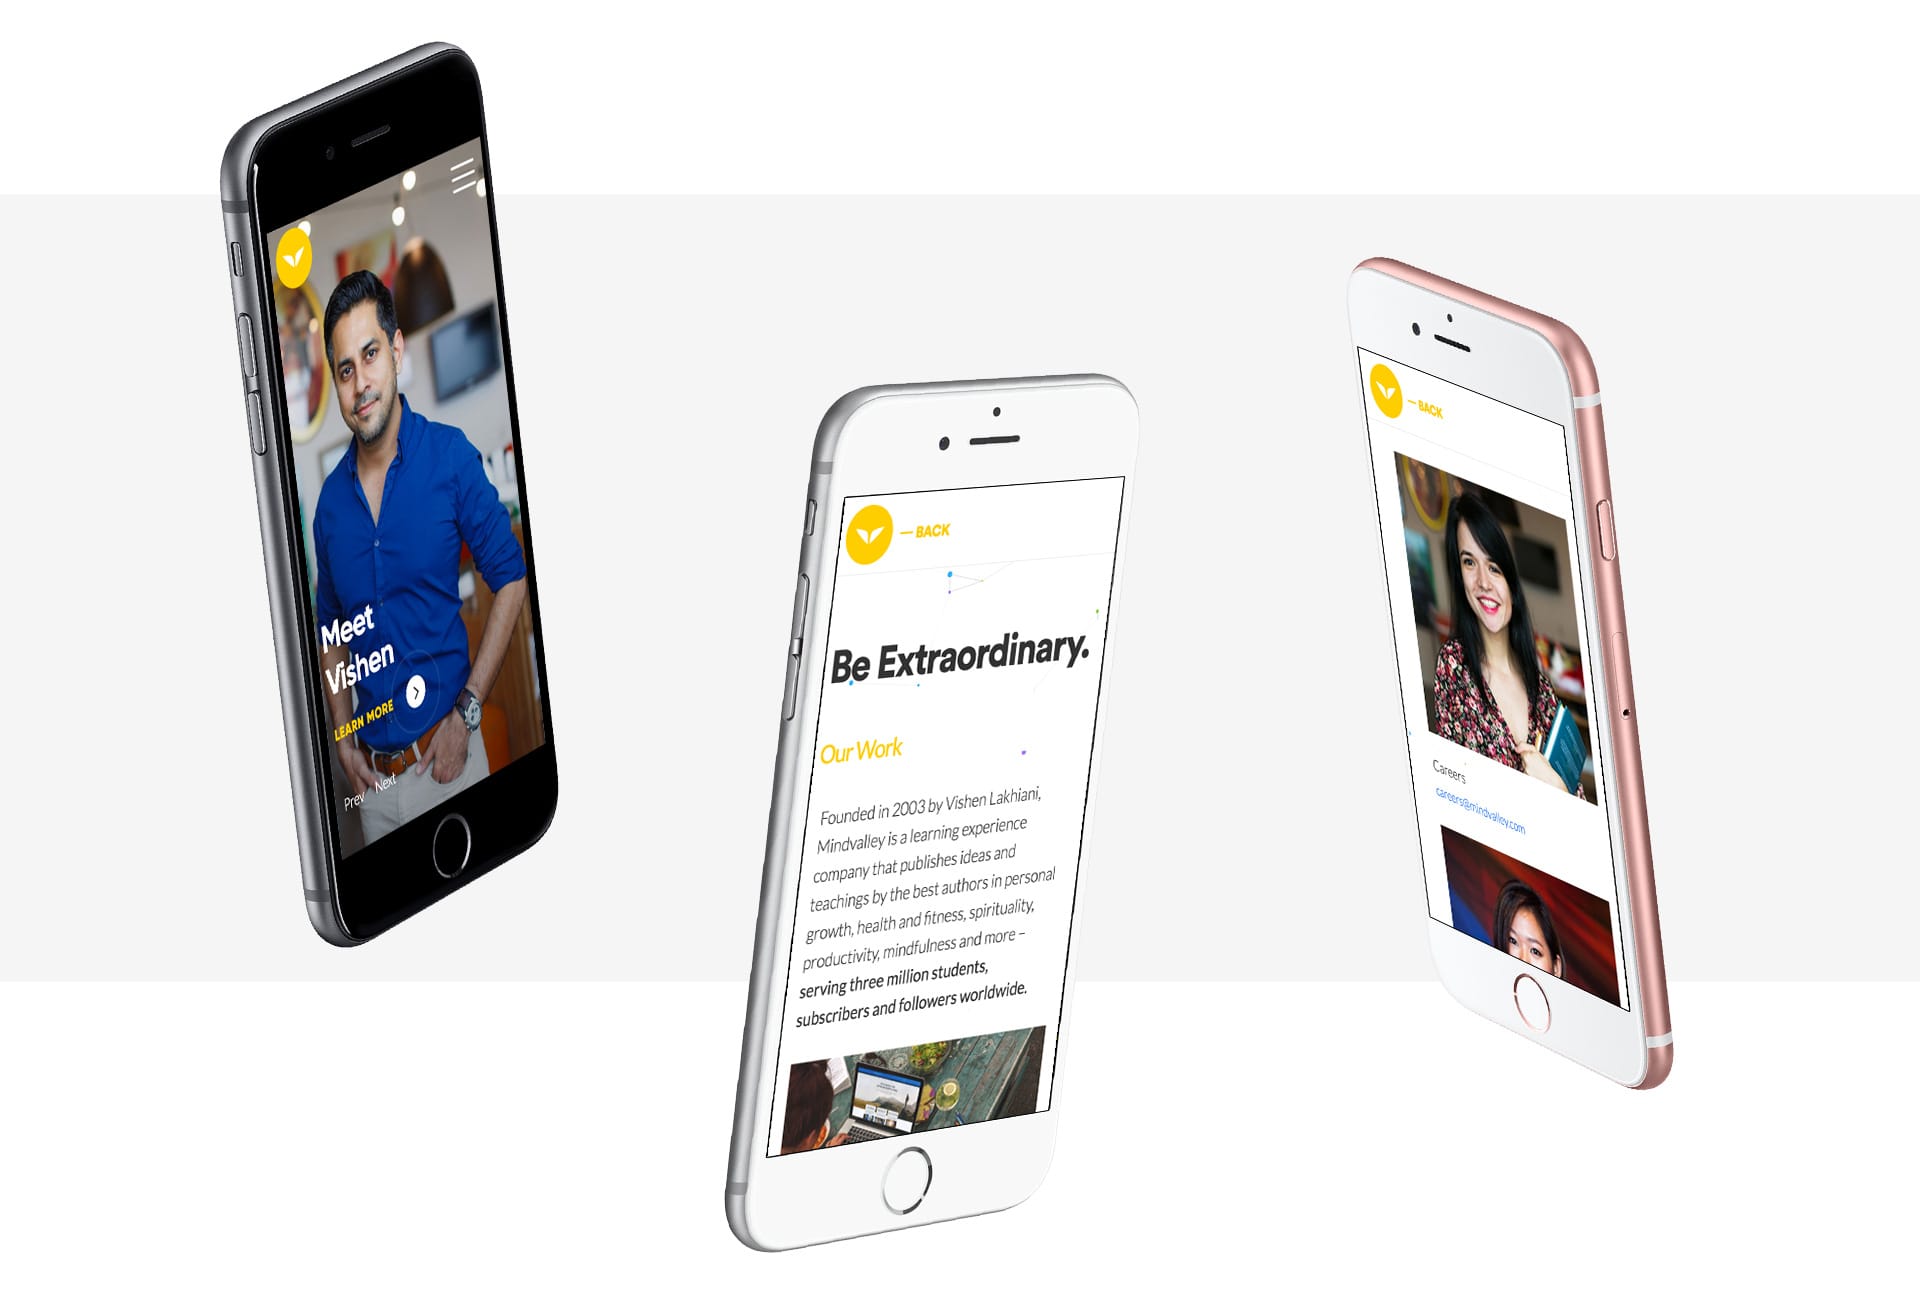 Meet
Vishen
LEARN MORE
Prev Next
— BACK
Be Extraordinary.
Our Work
Founded in 2003 by Vishen Lakhiani,
Mindvalley is a learning experience
company that publishes ideas and
teachings by the best authors in personal
growth, health and fitness, spirituality,
productivity, mindfulness and more –
serving three million students,
subscribers and followers worldwide.
— BACK
Careers
careers@mindvalley.com